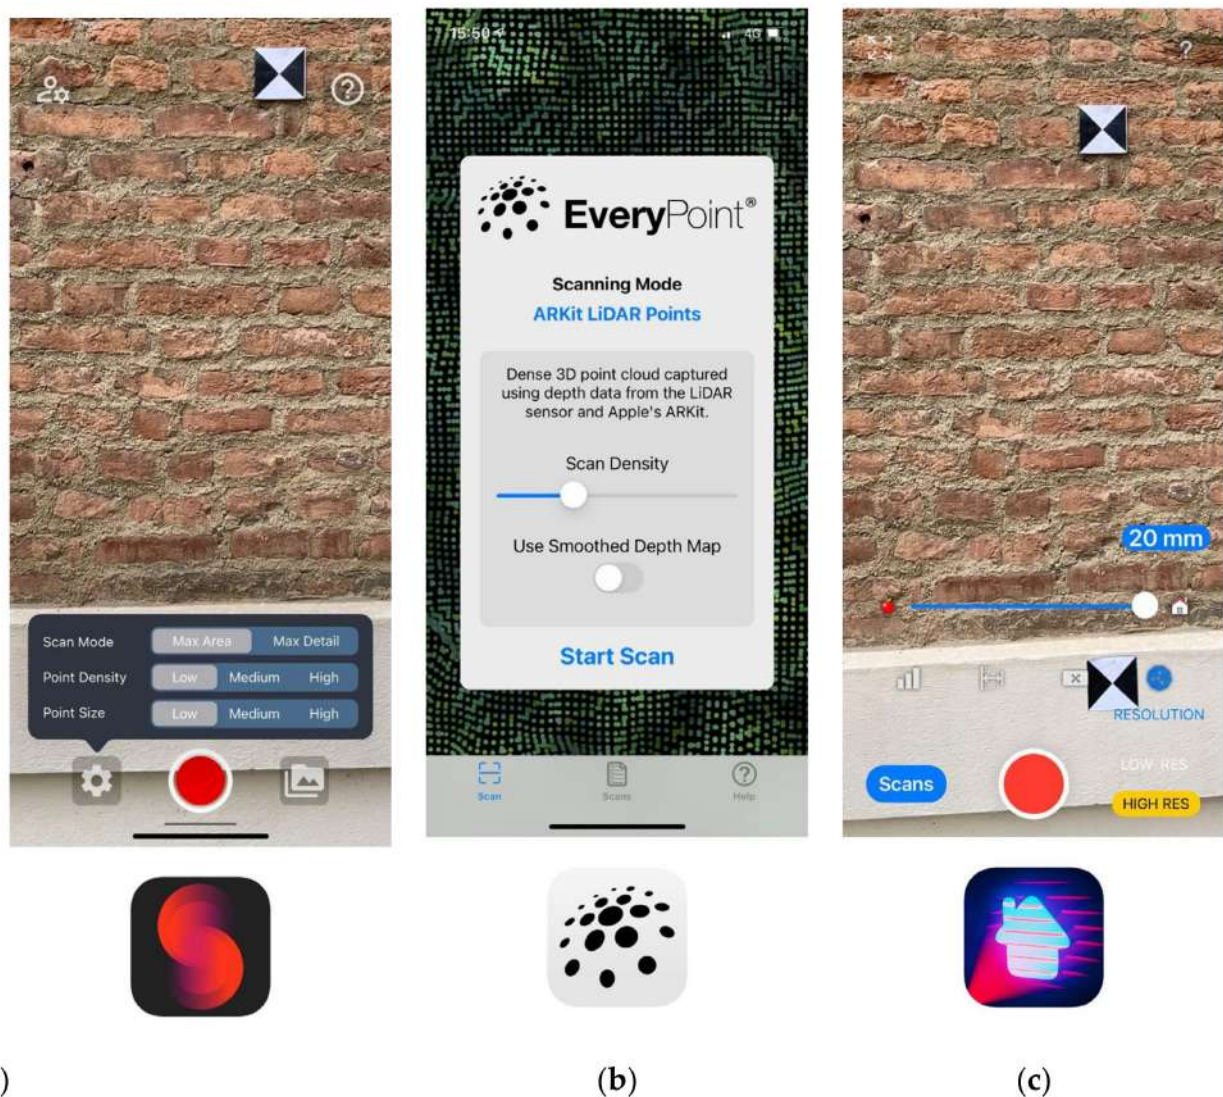 ?
Scan Mode Max Area Max Detail
Point Density Low Medium High
Point Size Low Medium High
)
15:50 4G
EveryPoint®
Scanning Mode
ARKit LiDAR Points
Dense 3D point cloud captured
using depth data from the LiDAR
sensor and Apple's ARKit.
Scan Density
Use Smoothed Depth Map
Start Scan
Scan Scans Help
(b)
?
20 mm
RESOLUTION
LOW RES
Scans HIGH RES
(c)